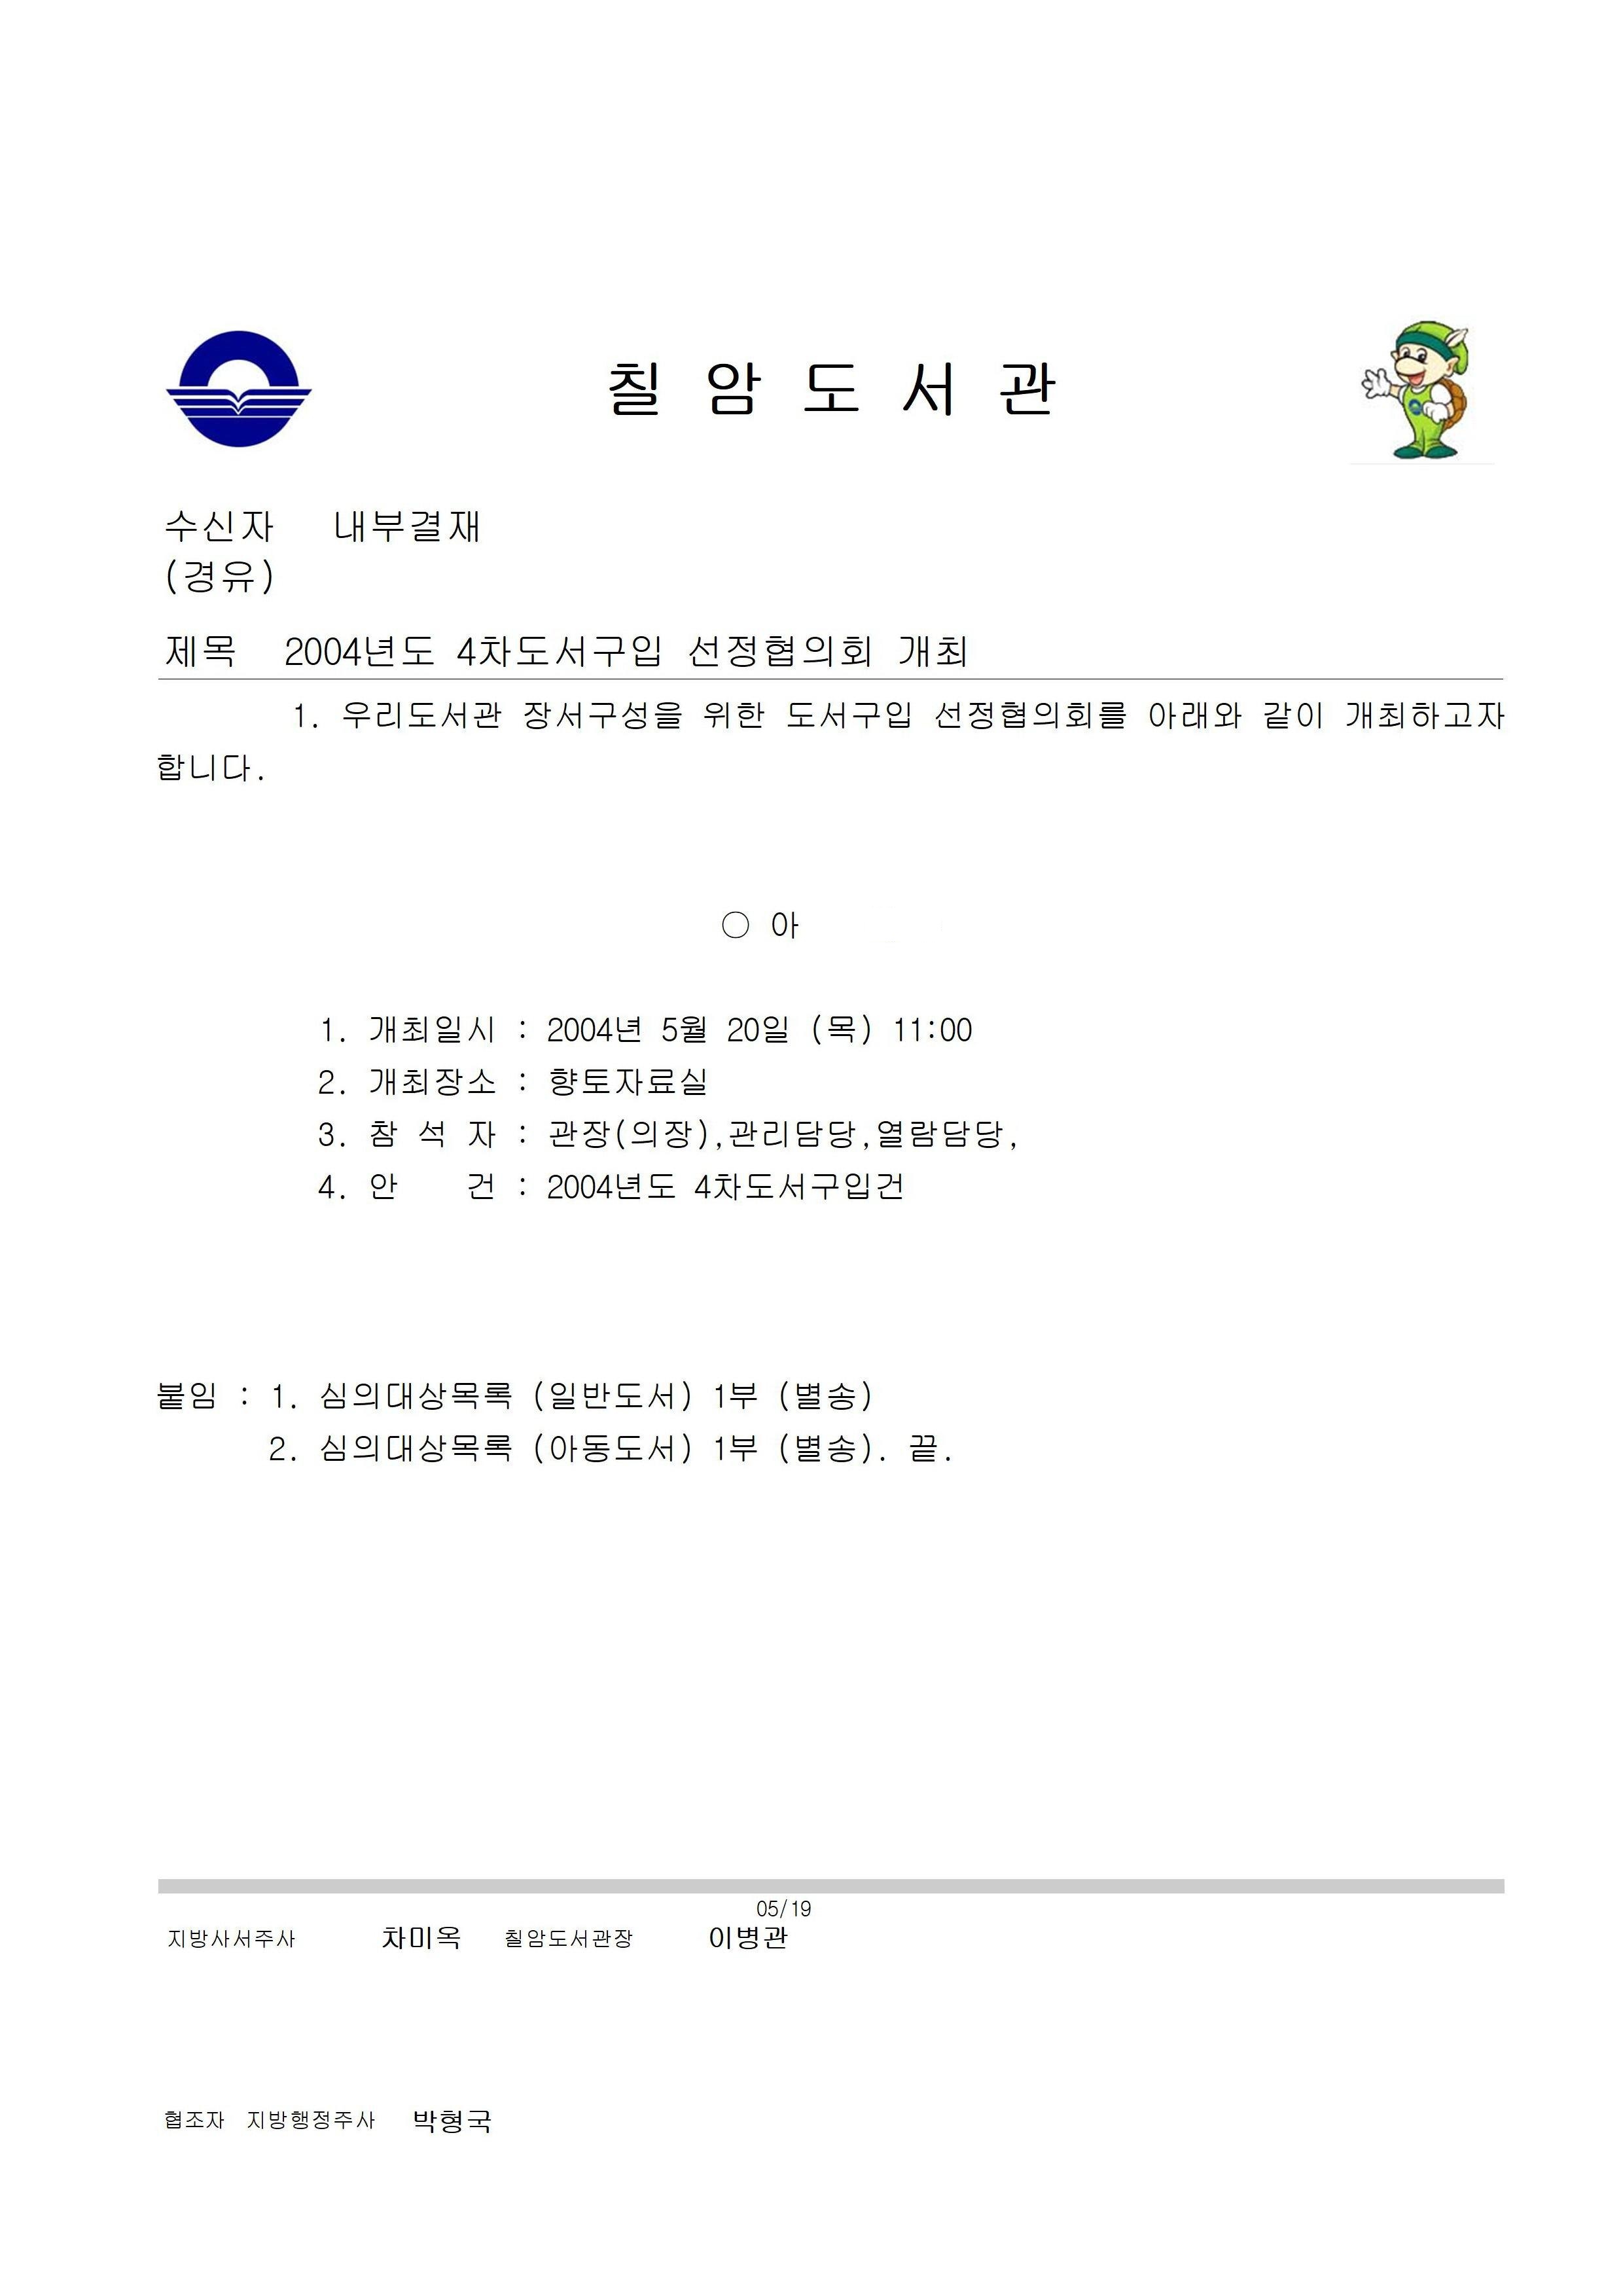 칠 암 도 서 관
수신자 내부결재
(경유)
제목 2004년도 4차도서구입 선정협의회 개최
1. 우리도서관 장서구성을 위한 도서구입 선정협의회를 아래와 같이 개최하고자
합니다.
○ 아
1. 개최일시 : 2004년 5월 20일 (목) 11:00
2. 개최장소 : 향토자료실
3. 참 석 자 : 관장(의장),관리담당,열람담당,
4. 안 건 : 2004년도 4차도서구입건
붙임 : 1. 심의대상목록 (일반도서) 1부 (별송)
2. 심의대상목록 (아동도서) 1부 (별송). 끝.
05/19
지방사서주사 차미옥 칠암도서관장 이병관
협조자 지방행정주사 박형국